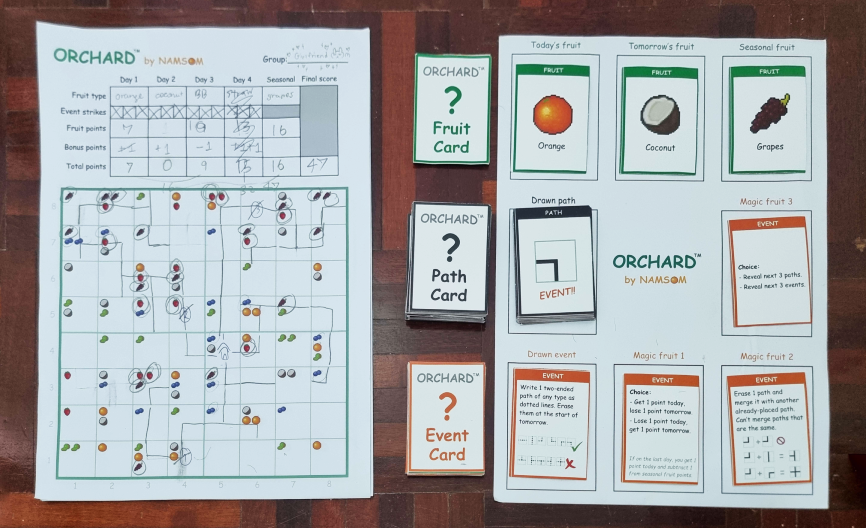 ORCHARD™ by NAMSOM
Group:
Day 1 Day 2 Day 3 Day 4 Seasonal Final score
Fruit type orange coconut grapes
Event strikes
Fruit points 7 16
Bonus points +1 -1
Total points 7 0 9 16 47
8
7
6
5
4
3
2
1
1 2 3 4 5 6 7 8
ORCHARD™
?
Fruit
Card
ORCHARD™
?
Path
Card
ORCHARD™
?
Event
Card
Today's fruit
FRUIT
Orange
Tomorrow's fruit
FRUIT
Coconut
Seasonal fruit
FRUIT
Grapes
Drawn path
PATH
EVENT!!
ORCHARD™
by NAMSOM
Magic fruit 3
EVENT
Choice:
- Reveal next 3 paths.
- Reveal next 3 events.
Drawn event
EVENT
Write 1 two-ended
path of any type as
dotted lines. Erase
them at the start of
tomorrow.
Magic fruit 1
EVENT
Choice:
- Get 1 point today,
lose 1 point tomorrow.
- Lose 1 point today,
get 1 point tomorrow.
If on the last day, you get 1
point today and subtract 1
from seasonal fruit points.
Magic fruit 2
EVENT
Erase 1 path and
merge it with another
already-placed path.
Can't merge paths that
are the same.